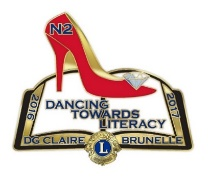 N2
2016
2017
DANCING
TOWARDS
LITERACY
DG CLAIRE L BRUNELLE